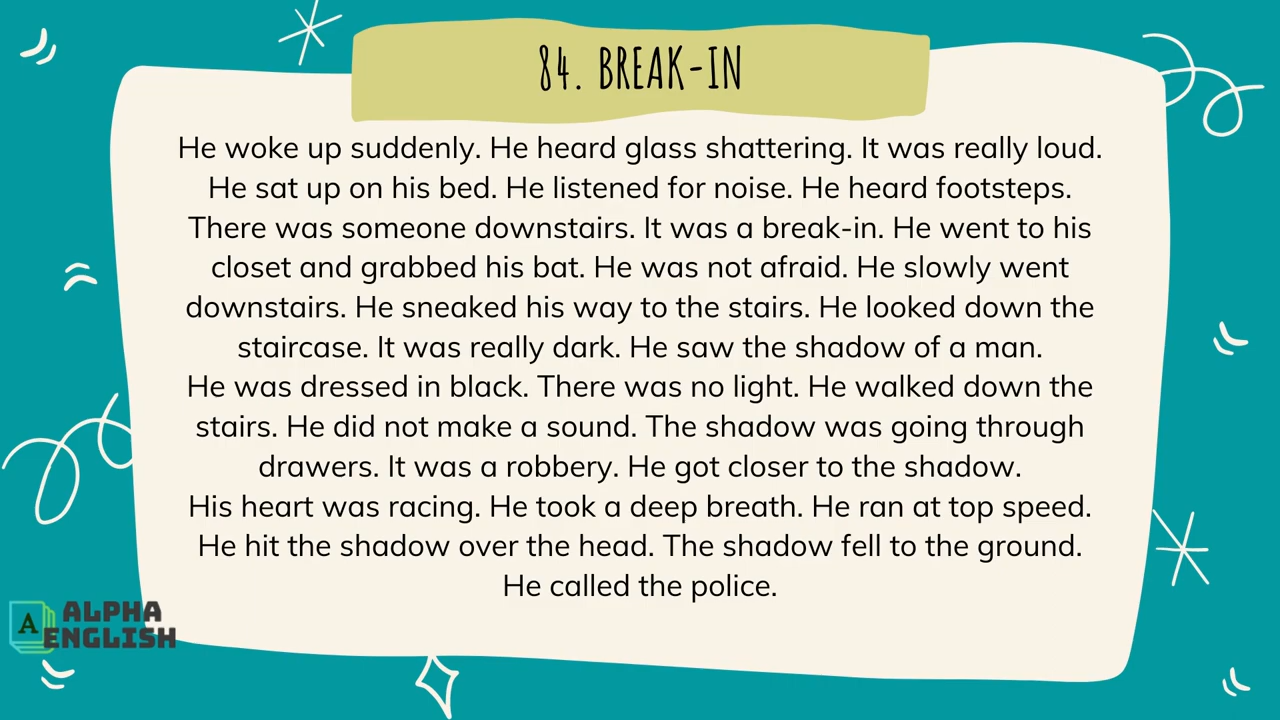 84. BREAK-IN
He woke up suddenly. He heard glass shattering. It was really loud.
He sat up on his bed. He listened for noise. He heard footsteps.
There was someone downstairs. It was a break-in. He went to his
closet and grabbed his bat. He was not afraid. He slowly went
downstairs. He sneaked his way to the stairs. He looked down the
staircase. It was really dark. He saw the shadow of a man.
He was dressed in black. There was no light. He walked down the
stairs. He did not make a sound. The shadow was going through
drawers. It was a robbery. He got closer to the shadow.
His heart was racing. He took a deep breath. He ran at top speed.
He hit the shadow over the head. The shadow fell to the ground.
He called the police.
A
ALPHA
ENGLISH